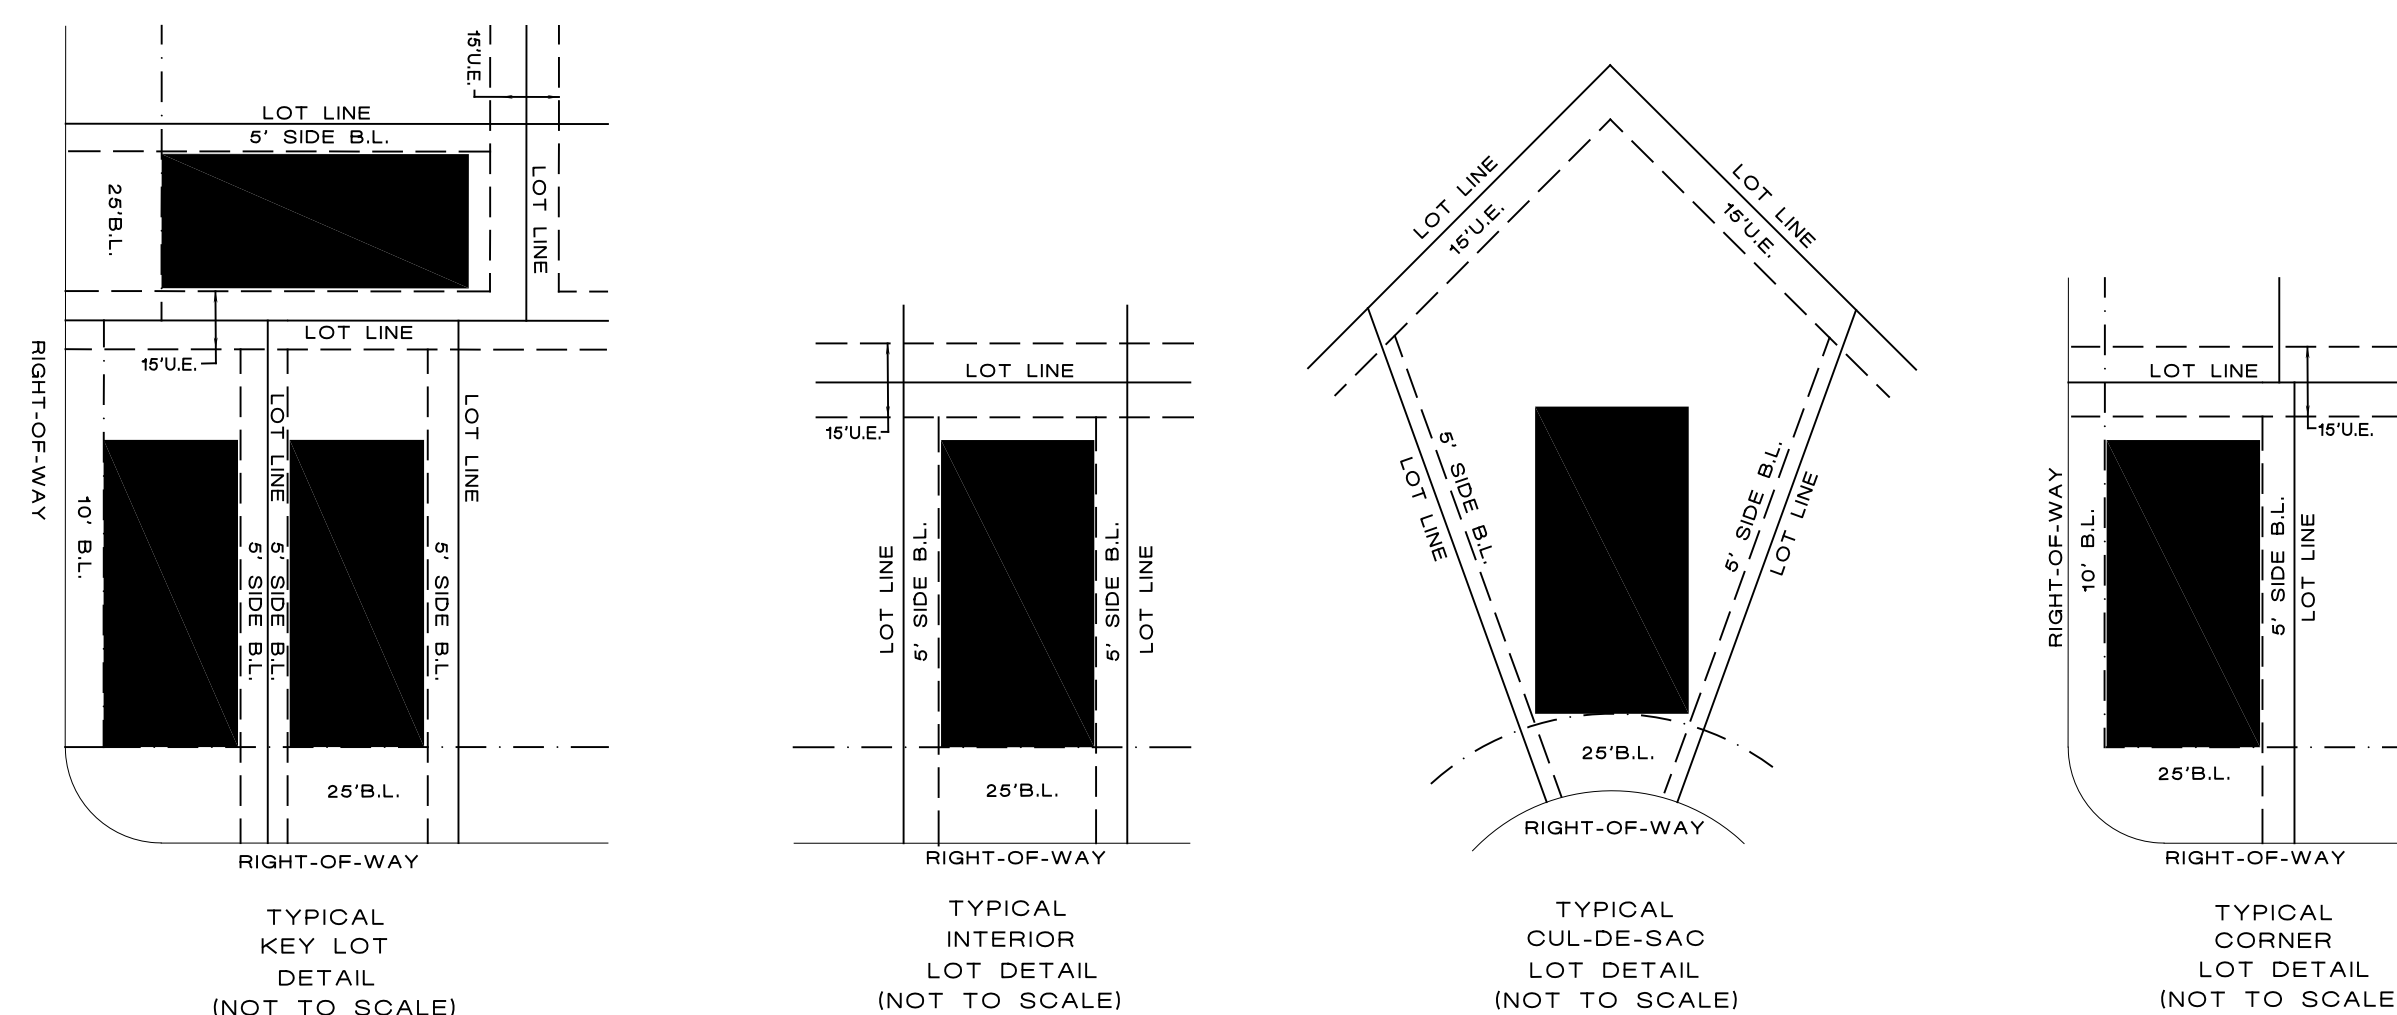 15'U.E.
LOT LINE
5' SIDE B.L.
LOT LINE
25'B.L.
LOT LINE
15'U.E.
RIGHT-OF-WAY
LOT LINE
LOT LINE
10' B.L.
5' SIDE B.L.
5' SIDE B.L.
5' SIDE B.L.
25'B.L.
RIGHT-OF-WAY
TYPICAL
KEY LOT
DETAIL
(NOT TO SCALE)
LOT LINE
15'U.E.
LOT LINE
5' SIDE B.L.
5' SIDE B.L.
LOT LINE
25'B.L.
RIGHT-OF-WAY
TYPICAL
INTERIOR
LOT DETAIL
(NOT TO SCALE)
LOT LINE
15'U.E.
LOT LINE
15'U.E.
5' SIDE B.L.
LOT LINE
5' SIDE B.L.
LOT LINE
25'B.L.
RIGHT-OF-WAY
TYPICAL
CUL-DE-SAC
LOT DETAIL
(NOT TO SCALE)
LOT LINE
15'U.E.
RIGHT-OF-WAY
10' B.L.
5' SIDE B.L.
LOT LINE
25'B.L.
RIGHT-OF-WAY
TYPICAL
CORNER
LOT DETAIL
(NOT TO SCALE